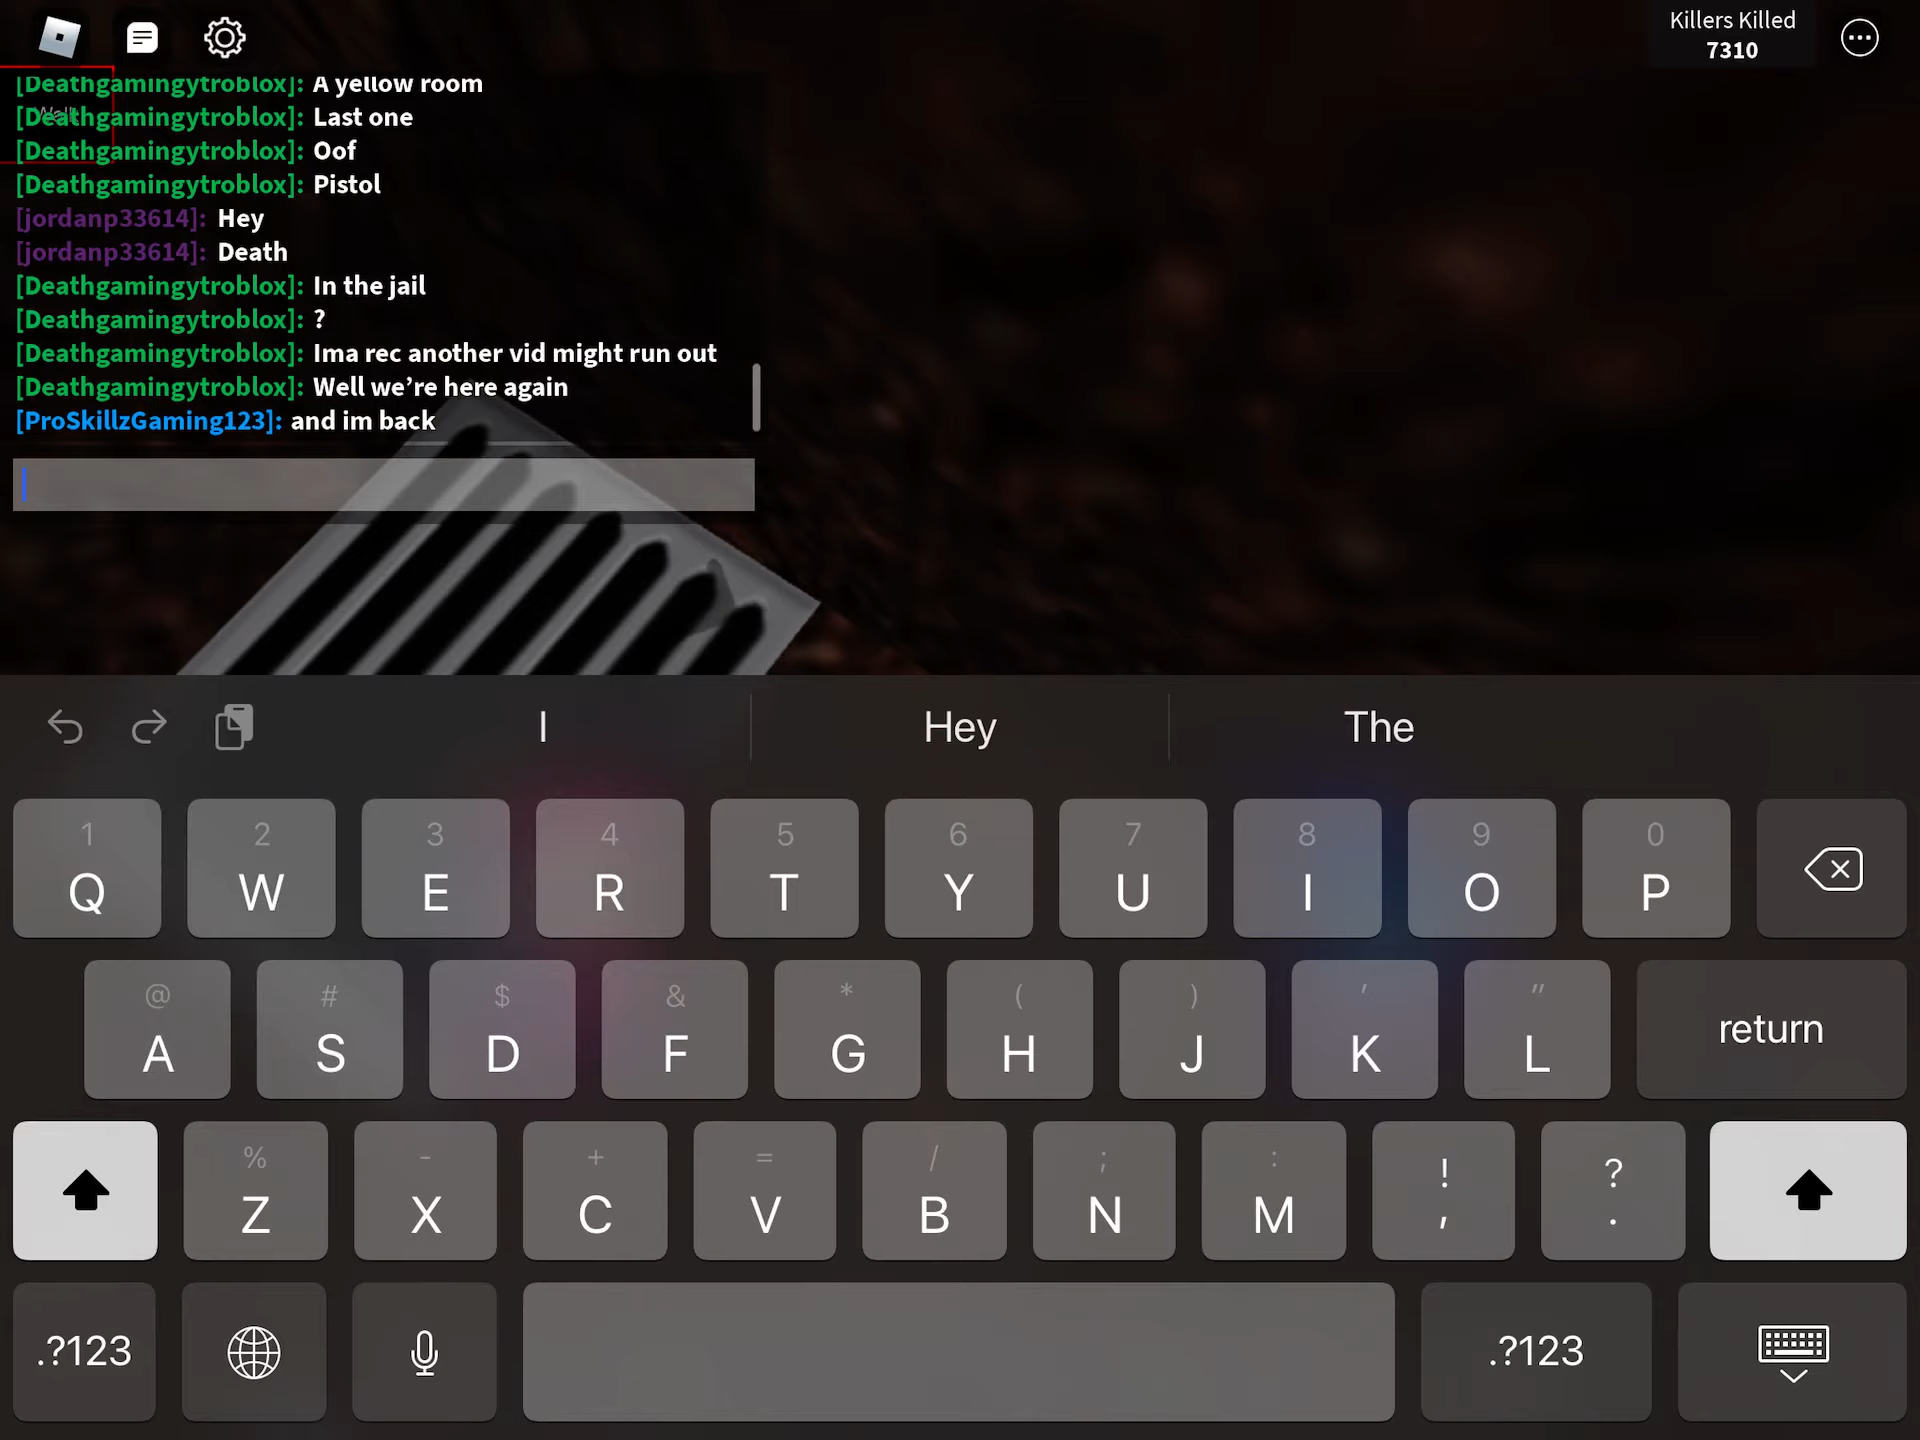 Killers Killed
7310
[Deathgamingytroblox]: A yellow room
[Deathgamingytroblox]: Last one
[Deathgamingytroblox]: Oof
[Deathgamingytroblox]: Pistol
[jordanp33614]: Hey
[jordanp33614]: Death
[Deathgamingytroblox]: In the jail
[Deathgamingytroblox]: ?
[Deathgamingytroblox]: Ima rec another vid might run out
[Deathgamingytroblox]: Well we’re here again
[ProSkillzGaming123]: and im back
I Hey The
1 2 3 4 5 6 7 8 9 0
Q W E R T Y U I O P
@ # $ & * ( ) ' "
A S D F G H J K L return
% - + = / ; : ! ?
Z X C V B N M , .
.?123 .?123